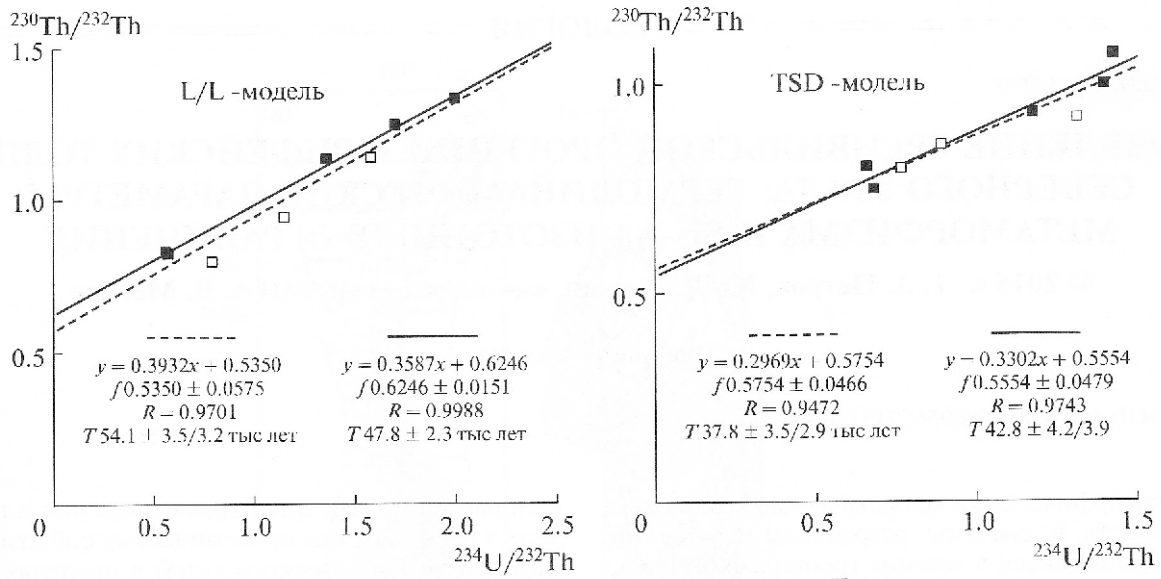 ²³⁰Th/²³²Th
1.5
L/L -модель
1.0
0.5
y = 0.3932x + 0.5350
f 0.5350 ± 0.0575
R = 0.9701
T 54.1 ± 3.5/3.2 тыс лет
y = 0.3587x + 0.6246
f 0.6246 ± 0.0151
R = 0.9988
T 47.8 ± 2.3 тыс лет
0 0.5 1.0 1.5 2.0 2.5
²³⁴U/²³²Th
²³⁰Th/²³²Th
TSD -модель
1.0
0.5
y = 0.2969x + 0.5754
f 0.5754 ± 0.0466
R = 0.9472
T 37.8 ± 3.5/2.9 тыс лет
y = 0.3302x + 0.5554
f 0.5554 ± 0.0479
R = 0.9743
T 42.8 ± 4.2/3.9
0 0.5 1.0 1.5
²³⁴U/²³²Th